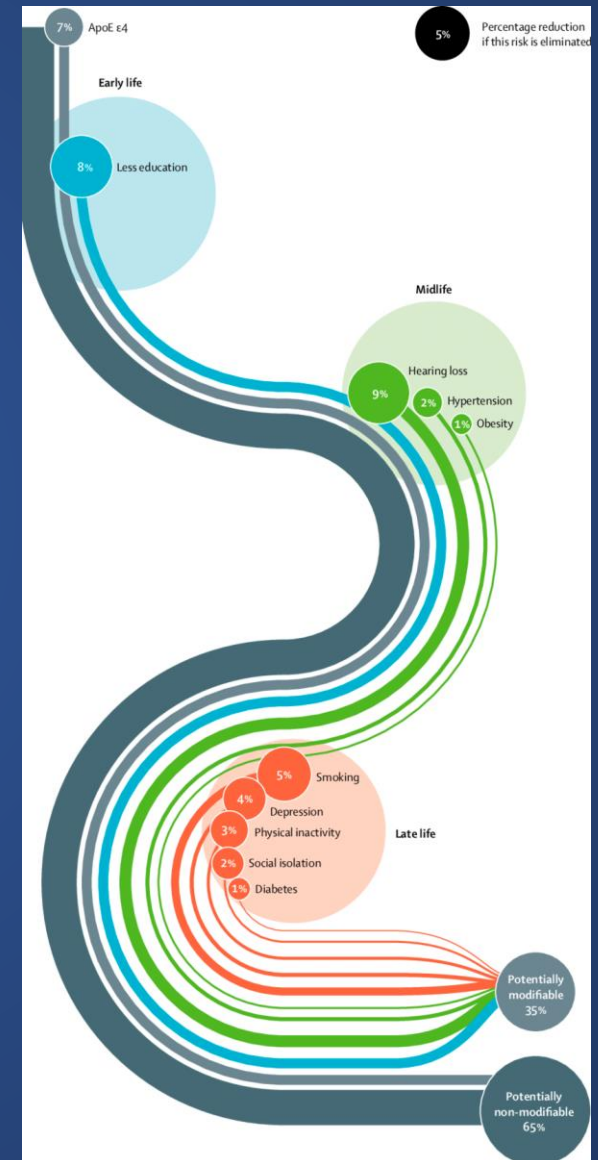 7%
ApoE ε4
5%
Percentage reduction
if this risk is eliminated
Early life
8%
Less education
Midlife
Hearing loss
9%
2%
Hypertension
1%
Obesity
5%
Smoking
4%
Depression
3%
Physical inactivity
Late life
2%
Social isolation
1%
Diabetes
Potentially
modifiable
35%
Potentially
non-modifiable
65%